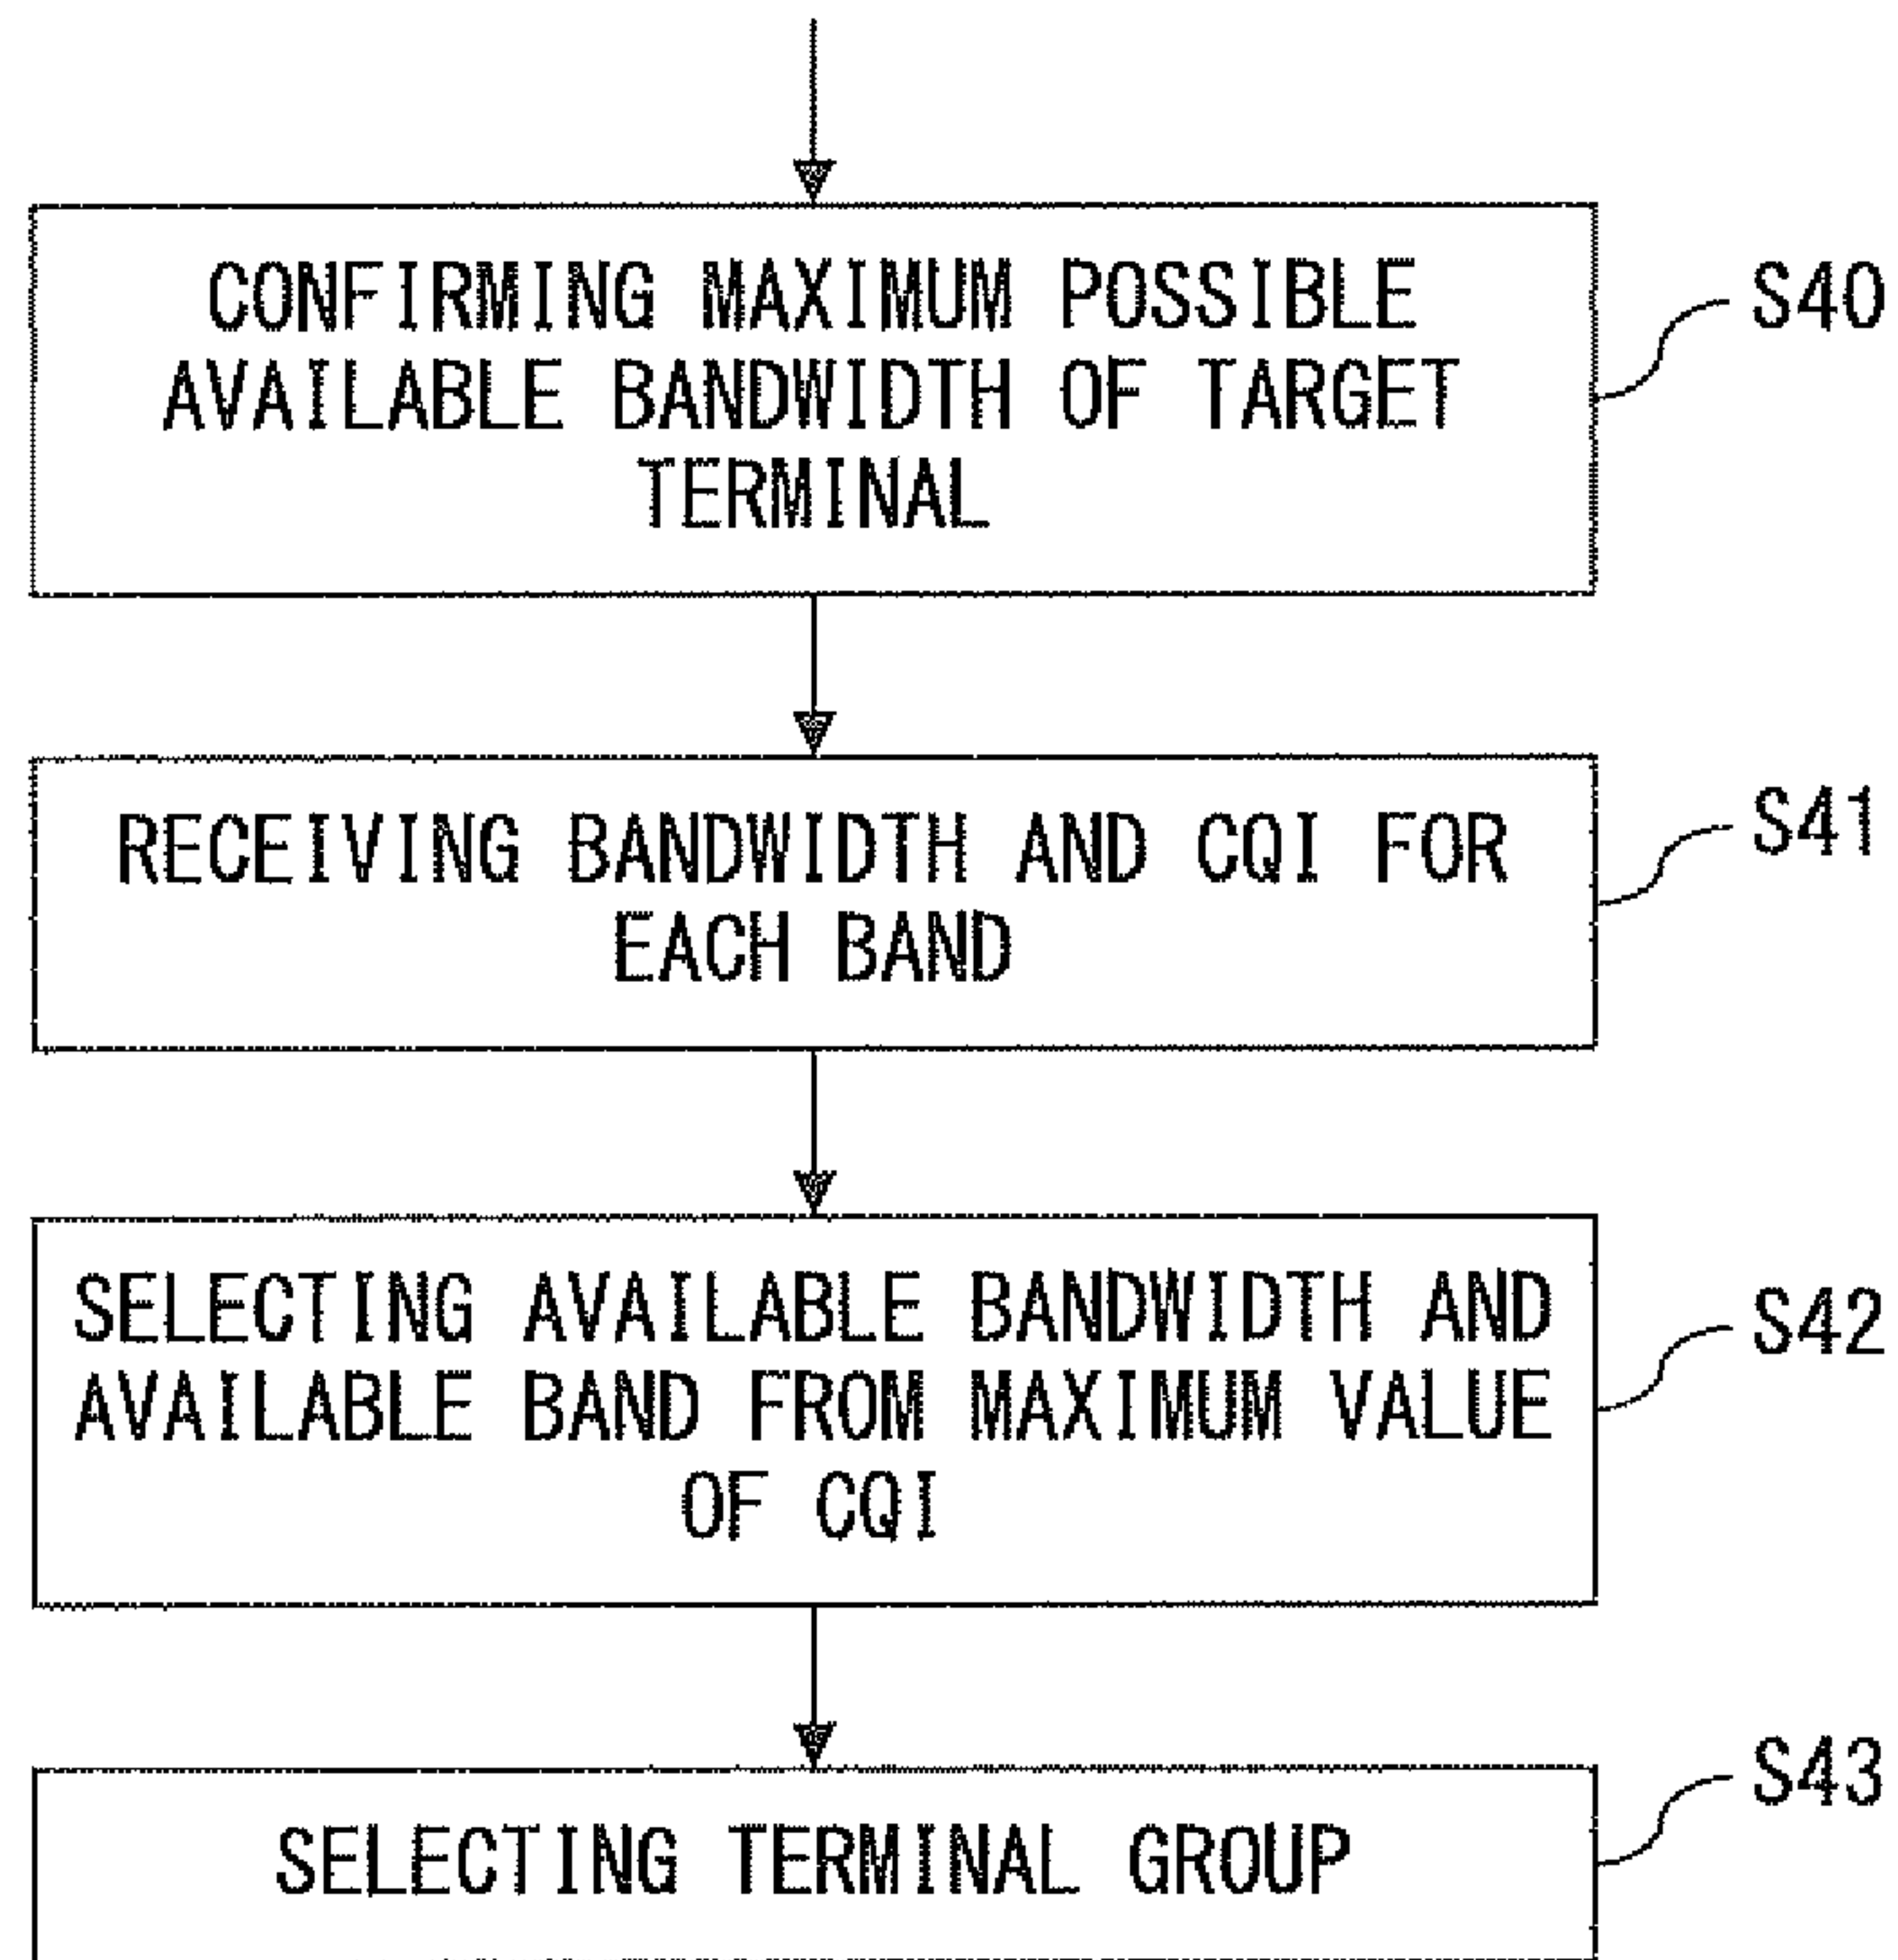 CONFIRMING MAXIMUM POSSIBLE
AVAILABLE BANDWIDTH OF TARGET
TERMINAL
S40
RECEIVING BANDWIDTH AND CQI FOR
EACH BAND
S41
SELECTING AVAILABLE BANDWIDTH AND
AVAILABLE BAND FROM MAXIMUM VALUE
OF CQI
S42
SELECTING TERMINAL GROUP
S43